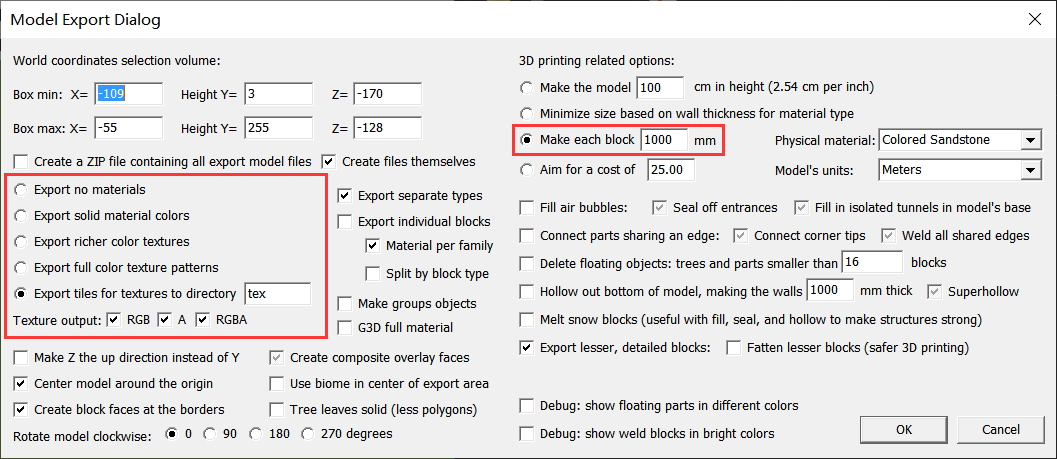 Model Export Dialog
World coordinates selection volume:
Box min: X= -109 Height Y= 3 Z= -170
Box max: X= -55 Height Y= 255 Z= -128
Create a ZIP file containing all export model files Create files themselves
Export no materials
Export solid material colors
Export richer color textures
Export full color texture patterns
Export tiles for textures to directory tex
Texture output: RGB A RGBA
Export separate types
Export individual blocks
Material per family
Split by block type
Make groups objects
G3D full material
Make Z the up direction instead of Y Create composite overlay faces
Center model around the origin Use biome in center of export area
Create block faces at the borders Tree leaves solid (less polygons)
Rotate model clockwise: 0 90 180 270 degrees
3D printing related options:
Make the model 100 cm in height (2.54 cm per inch)
Minimize size based on wall thickness for material type
Make each block 1000 mm Physical material: Colored Sandstone
Aim for a cost of 25.00 Model's units: Meters
Fill air bubbles: Seal off entrances Fill in isolated tunnels in model's base
Connect parts sharing an edge: Connect corner tips Weld all shared edges
Delete floating objects: trees and parts smaller than 16 blocks
Hollow out bottom of model, making the walls 1000 mm thick Superhollow
Melt snow blocks (useful with fill, seal, and hollow to make structures strong)
Export lesser, detailed blocks: Fatten lesser blocks (safer 3D printing)
Debug: show floating parts in different colors
Debug: show weld blocks in bright colors
OK Cancel